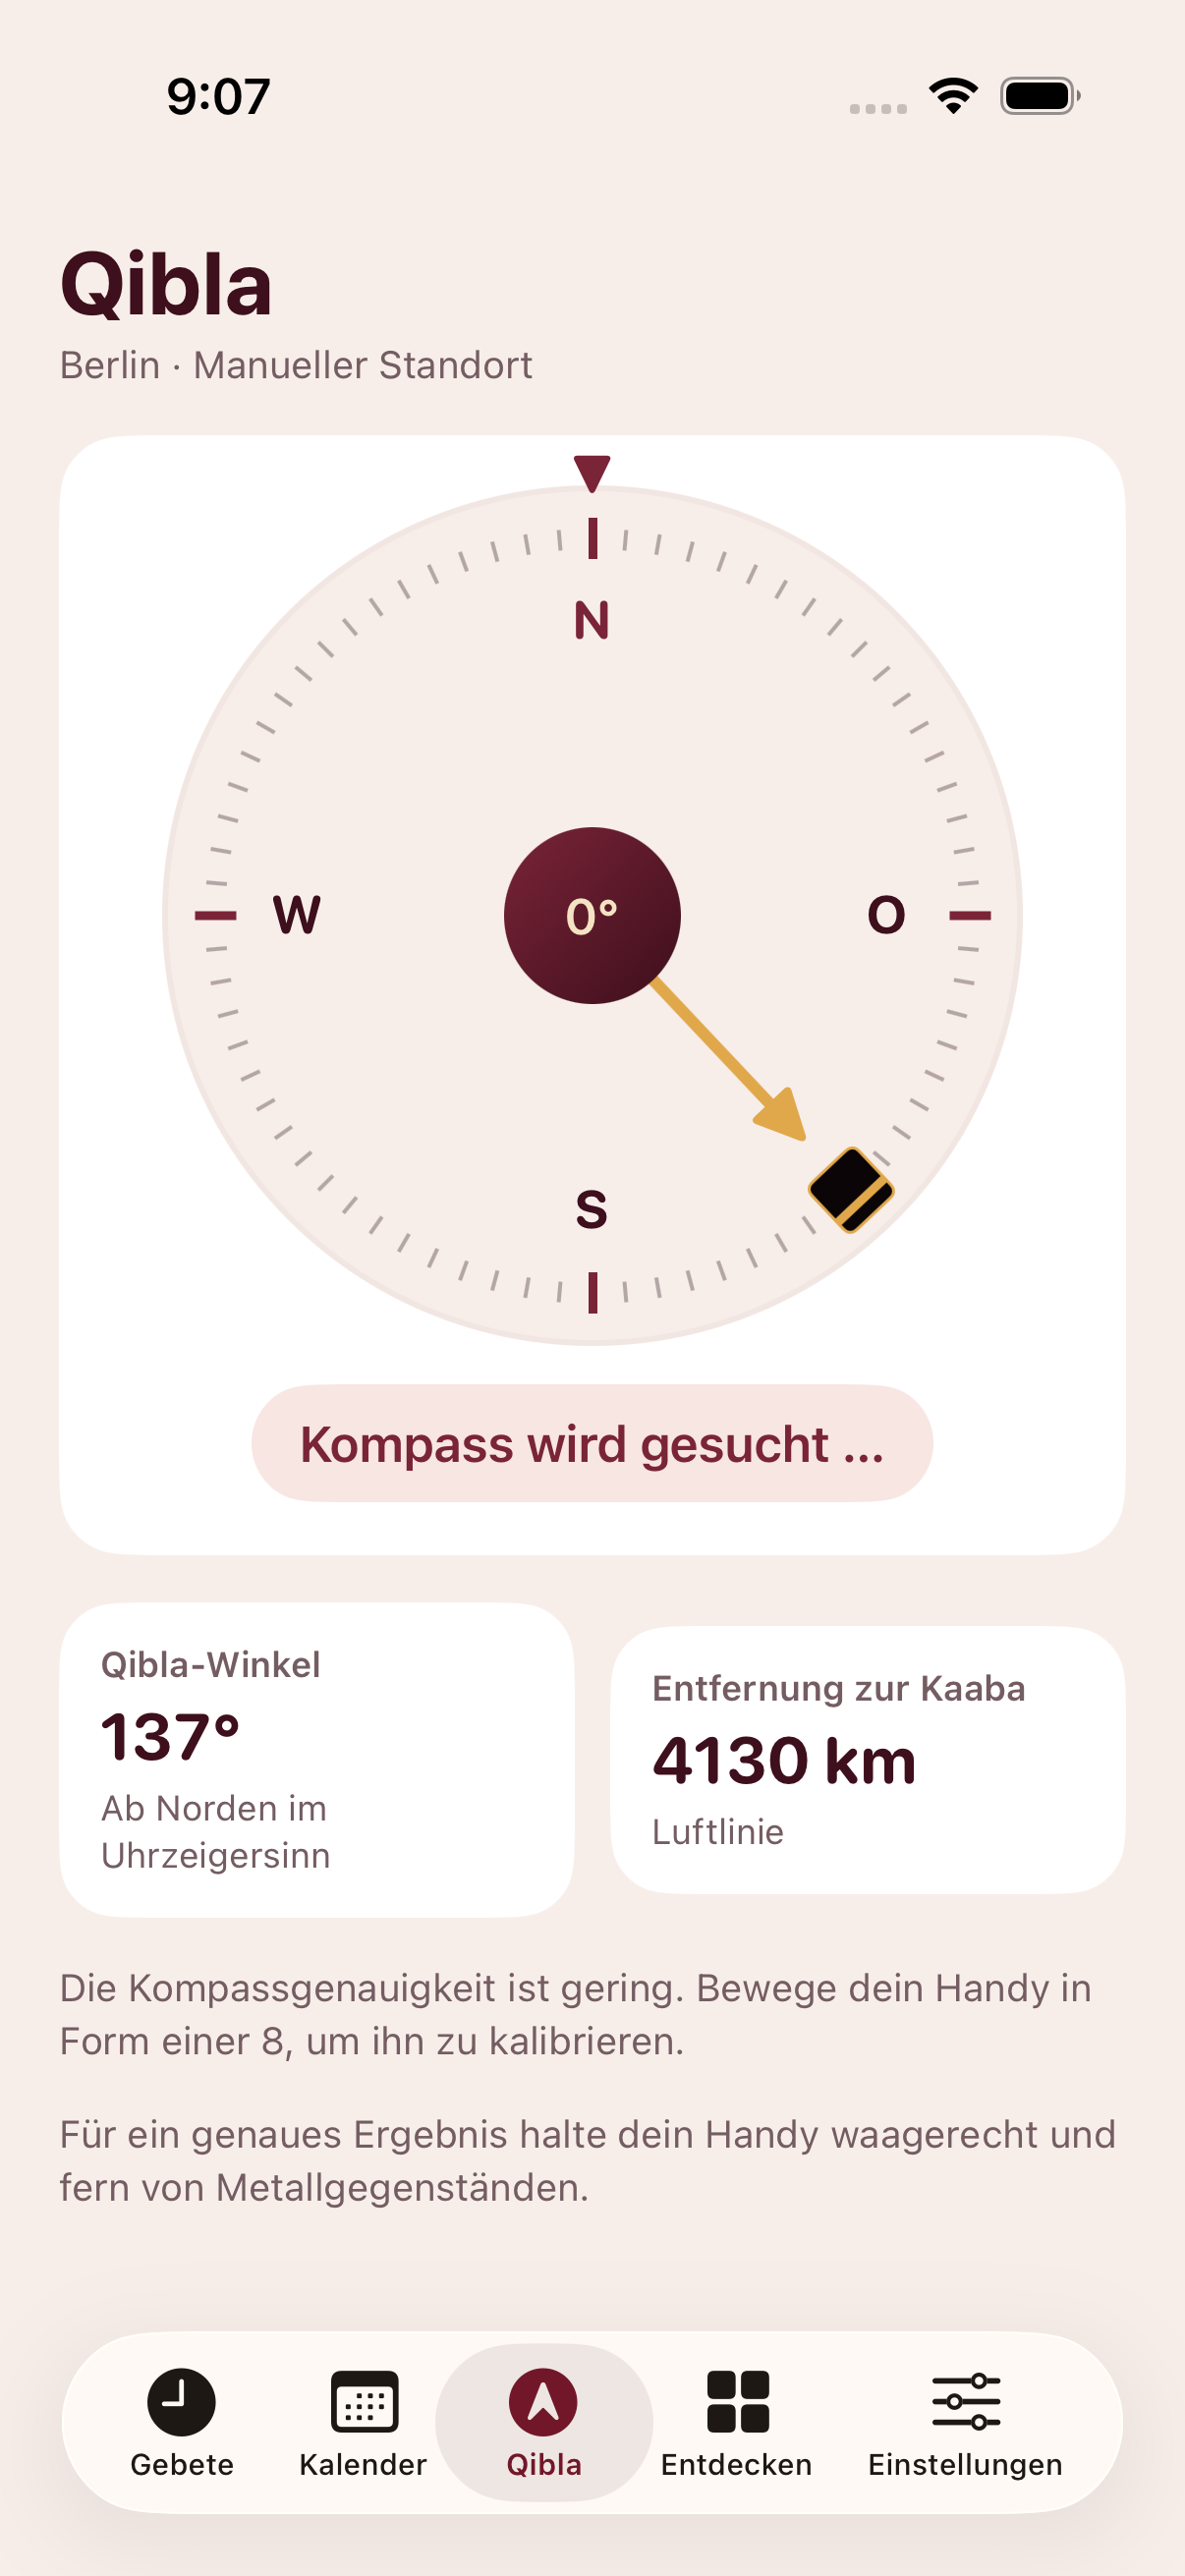 9:07
Qibla
Berlin · Manueller Standort
N
W
0°
O
S
Kompass wird gesucht ...
Qibla-Winkel
137°
Ab Norden im
Uhrzeigersinn
Entfernung zur Kaaba
4130 km
Luftlinie
Die Kompassgenauigkeit ist gering. Bewege dein Handy in
Form einer 8, um ihn zu kalibrieren.
Für ein genaues Ergebnis halte dein Handy waagerecht und
fern von Metallgegenständen.
Gebete
Kalender
Qibla
Entdecken
Einstellungen